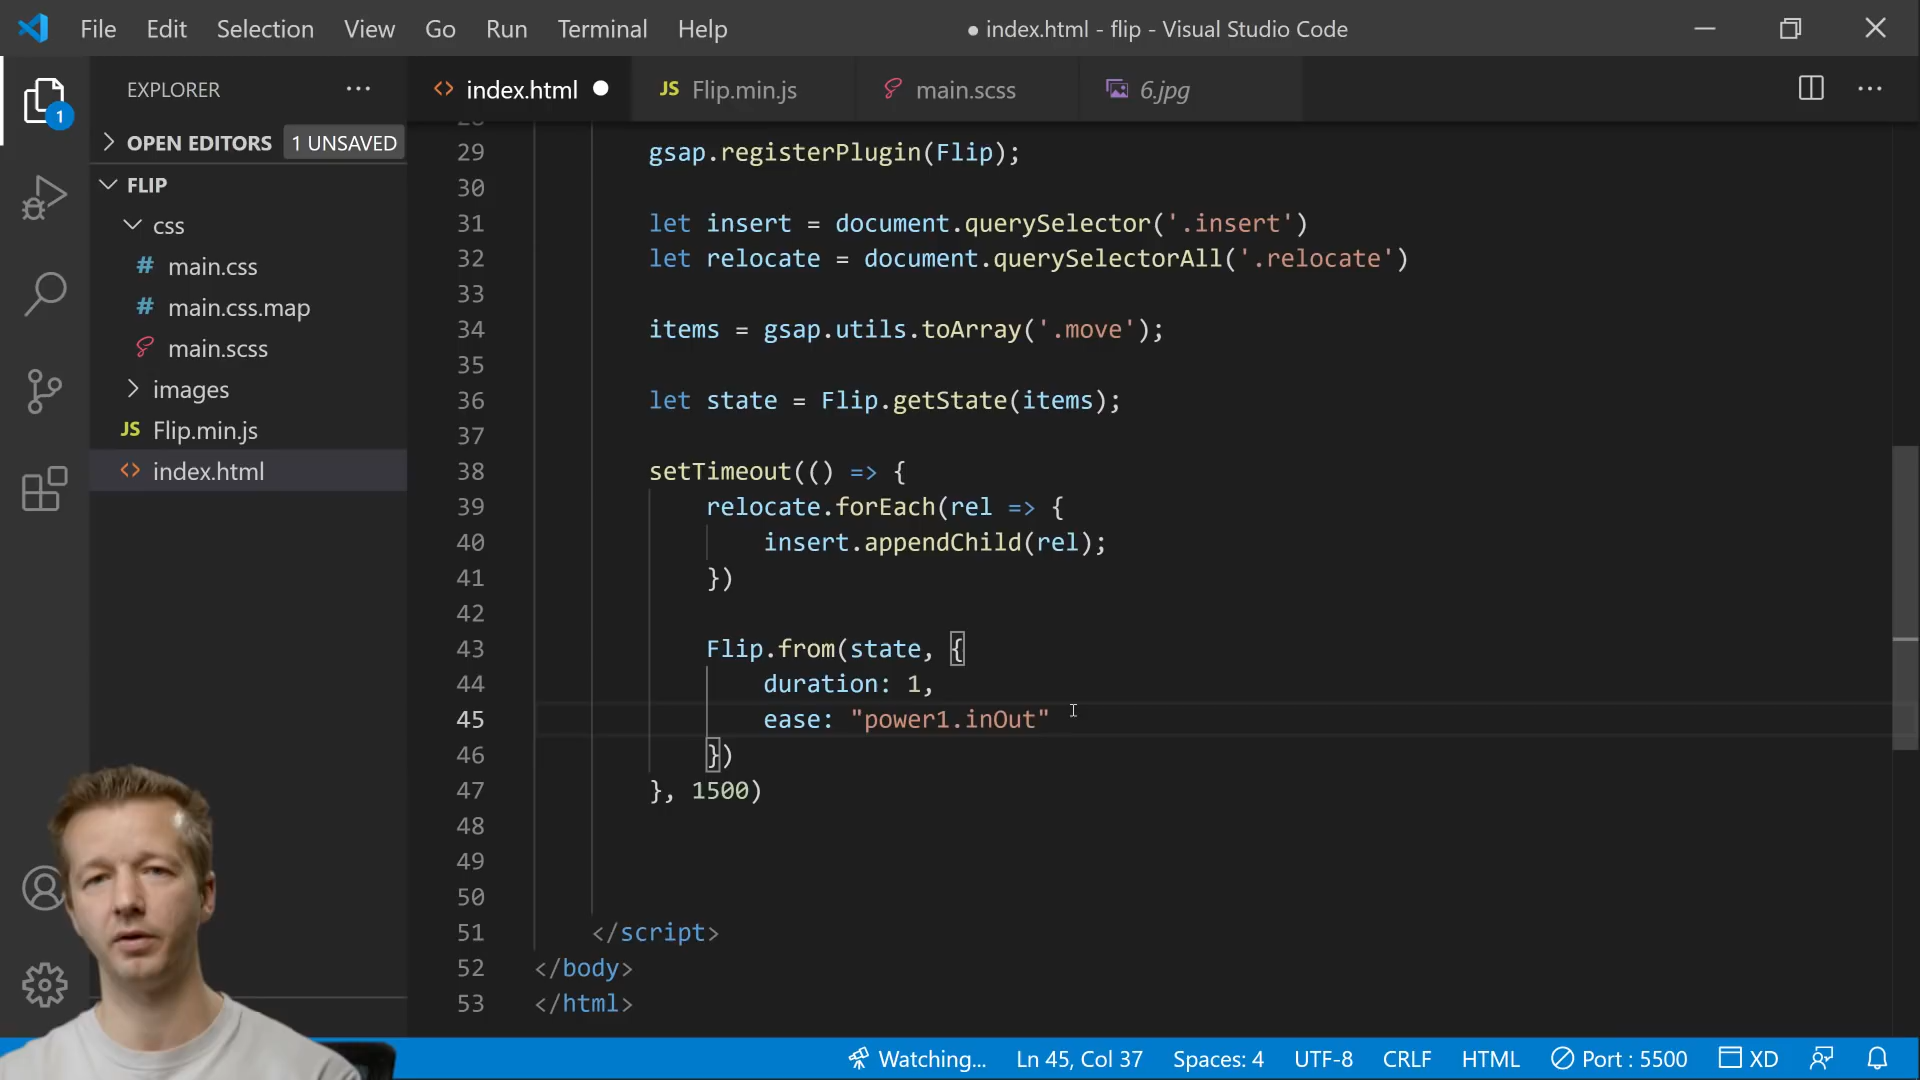 File Edit Selection View Go Run Terminal Help
● index.html - flip - Visual Studio Code
EXPLORER
index.html
JS Flip.min.js
main.scss
6.jpg
OPEN EDITORS 1 UNSAVED
1
FLIP
css
# main.css
# main.css.map
main.scss
images
JS Flip.min.js
<> index.html
29 gsap.registerPlugin(Flip);
30
31 let insert = document.querySelector('.insert')
32 let relocate = document.querySelectorAll('.relocate')
33
34 items = gsap.utils.toArray('.move');
35
36 let state = Flip.getState(items);
37
38 setTimeout(() => {
39 relocate.forEach(rel => {
40 insert.appendChild(rel);
41 })
42
43 Flip.from(state, {
44 duration: 1,
45 ease: "power1.inOut"
46 })
47 }, 1500)
48
49
50
51 </script>
52 </body>
53 </html>
Watching... Ln 45, Col 37 Spaces: 4 UTF-8 CRLF HTML Port : 5500 XD